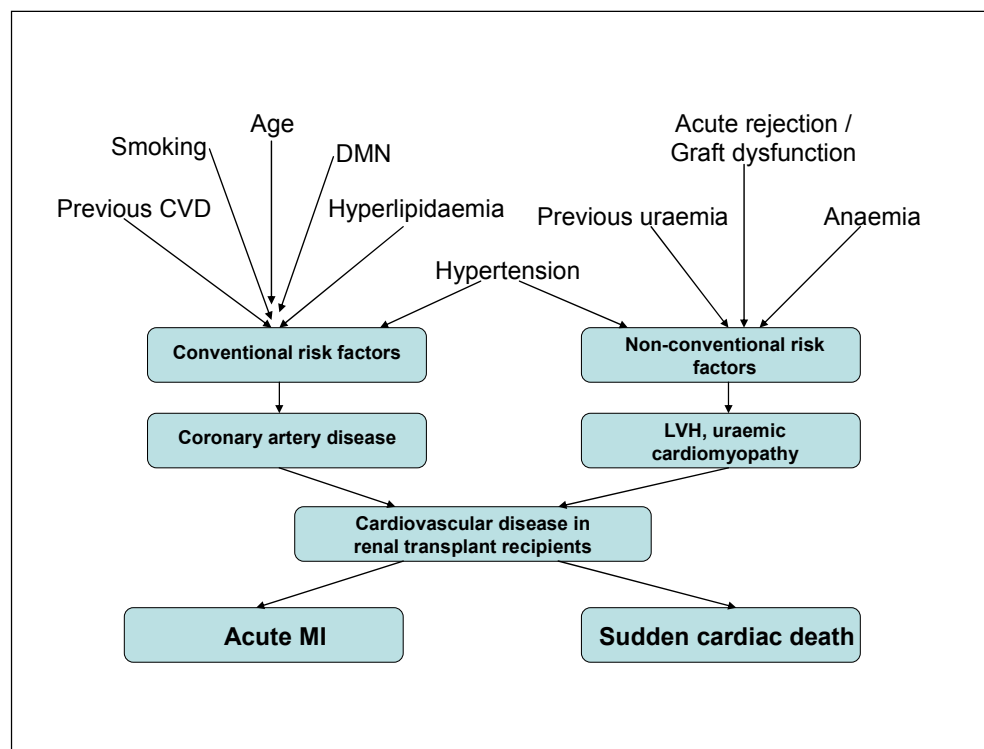 Age
Acute rejection /
Graft dysfunction
Smoking
DMN
Previous CVD
Hyperlipidaemia
Previous uraemia
Anaemia
Hypertension
Conventional risk factors
Non-conventional risk
factors
Coronary artery disease
LVH, uraemic
cardiomyopathy
Cardiovascular disease in
renal transplant recipients
Acute MI
Sudden cardiac death